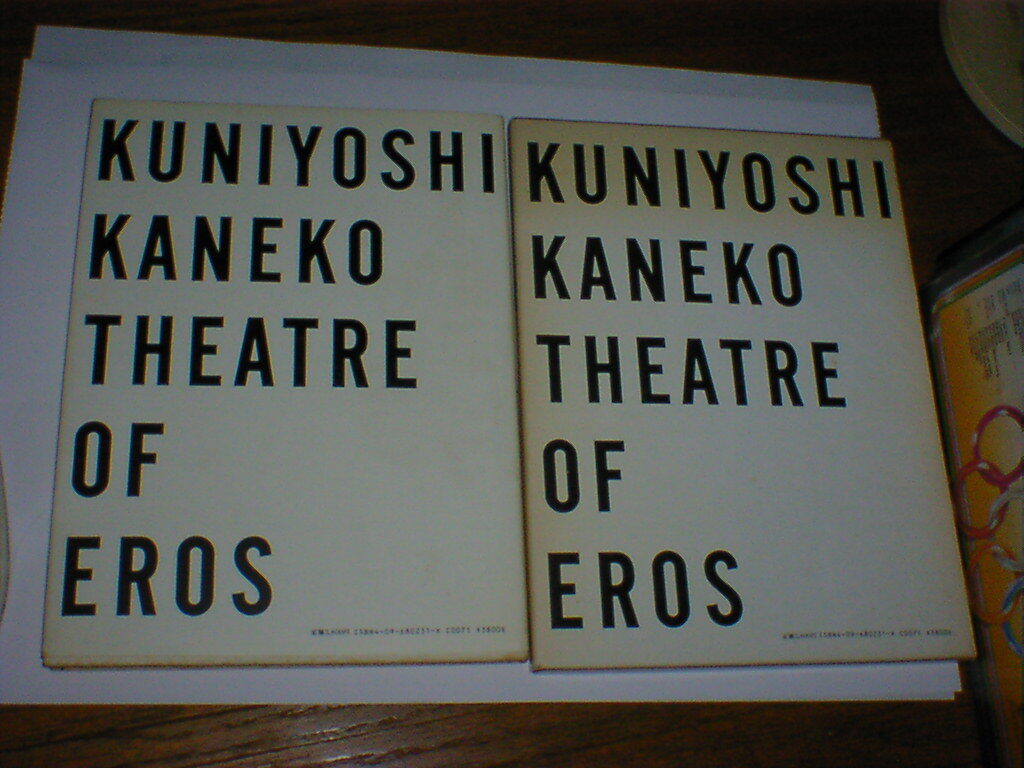 KUNIYOSHI
KANEKO
THEATRE
OF
EROS
KUNIYOSHI
KANEKO
THEATRE
OF
EROS